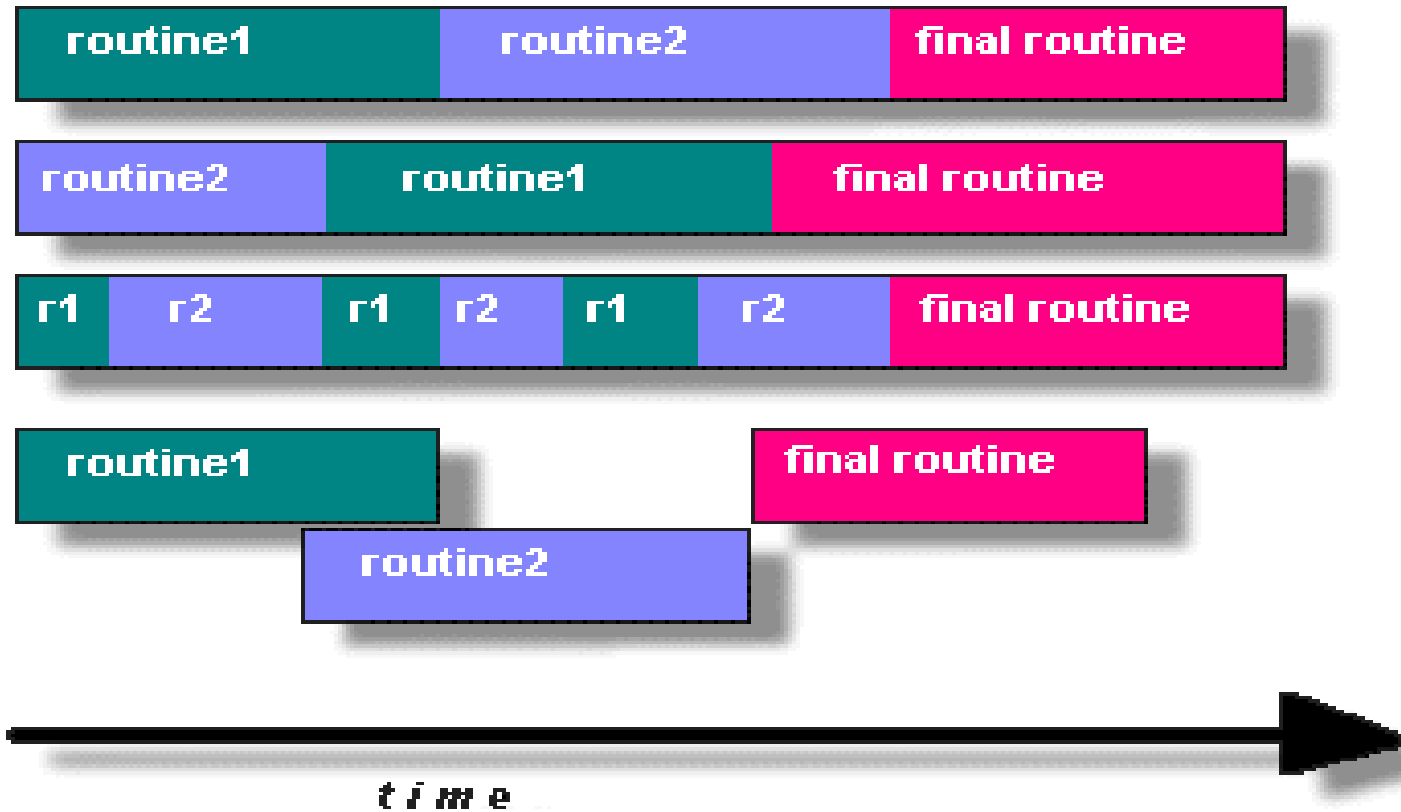 routine1 routine2 final routine
routine2 routine1 final routine
r1 r2 r1 r2 r1 r2 final routine
routine1 final routine
routine2
time